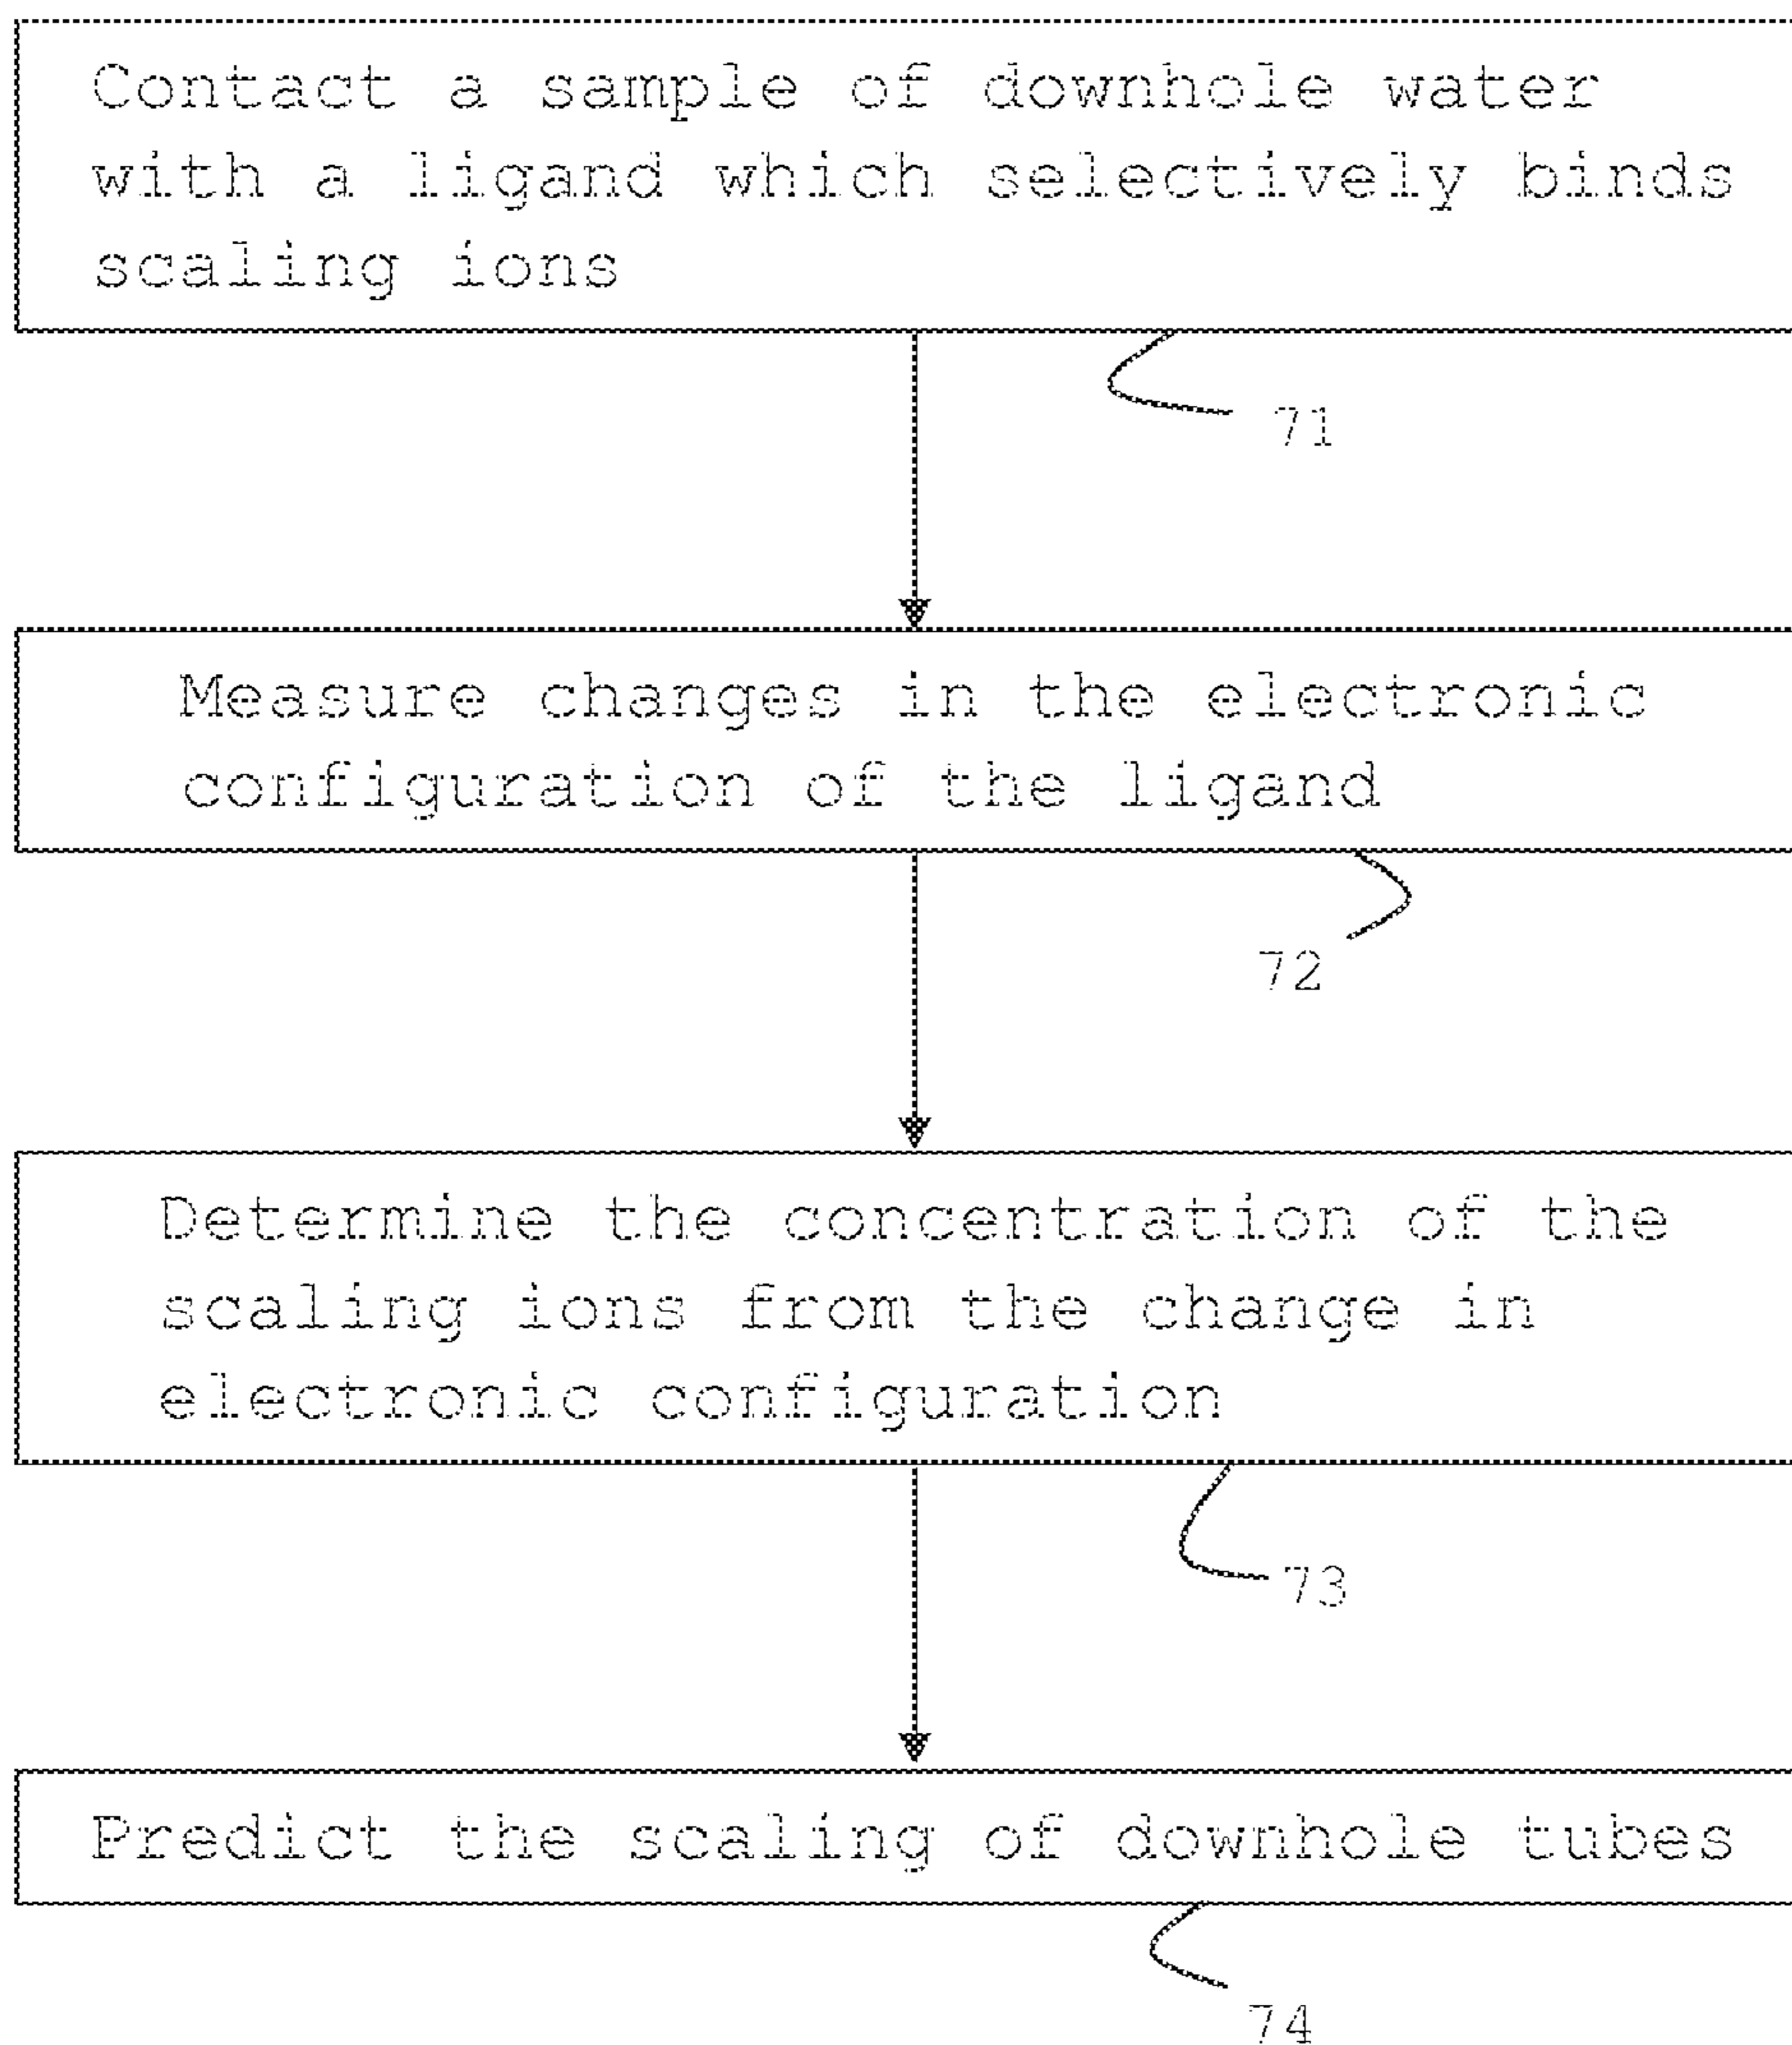 Contact a sample of downhole water
with a ligand which selectively binds
scaling ions
71
Measure changes in the electronic
configuration of the ligand
72
Determine the concentration of the
scaling ions from the change in
electronic configuration
73
Predict the scaling of downhole tubes
74